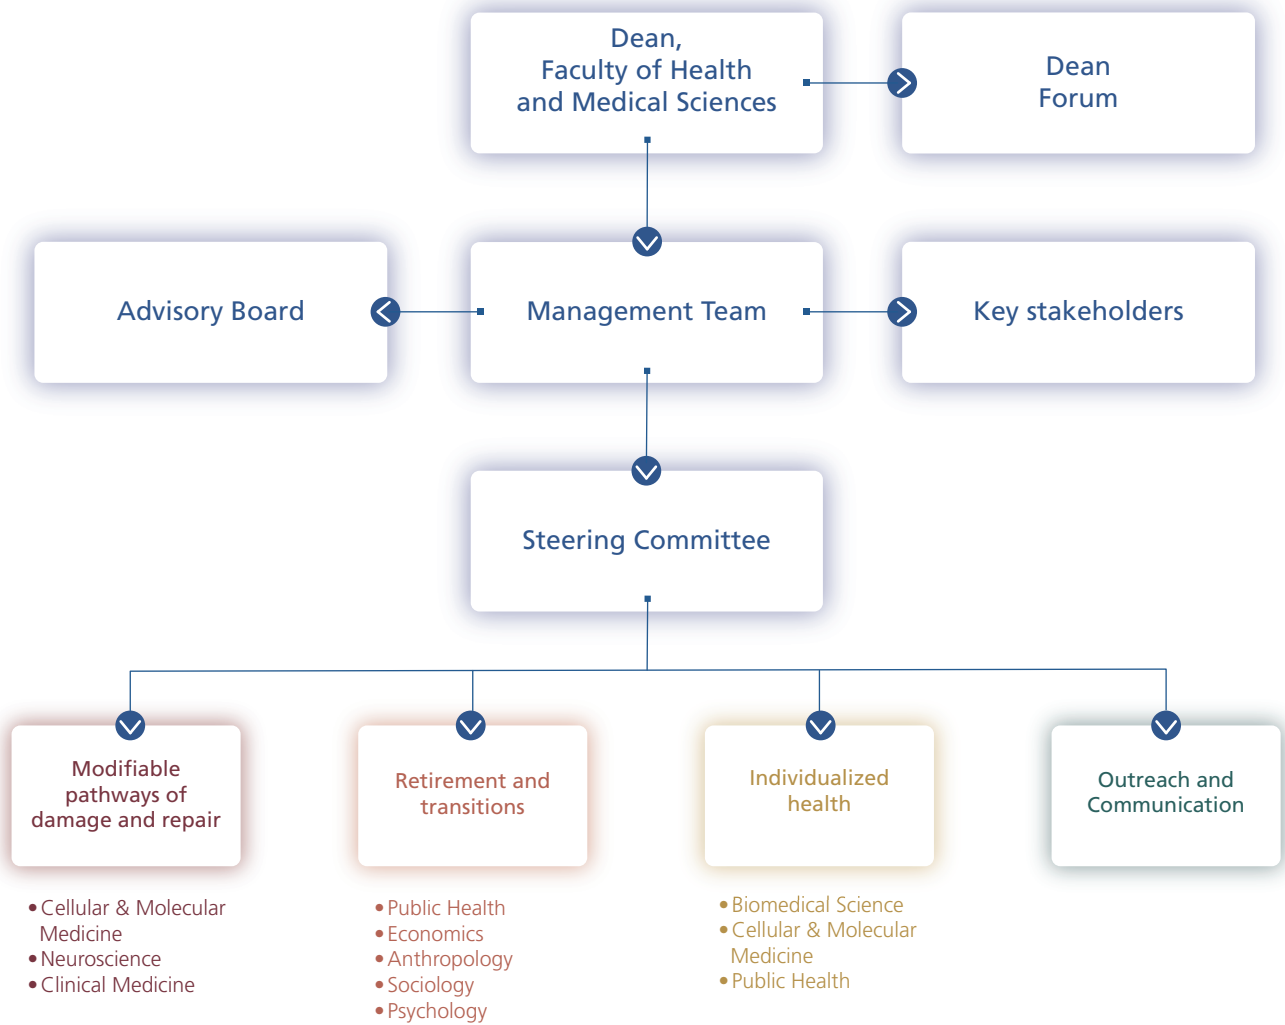 Dean,
Faculty of Health
and Medical Sciences
Dean
Forum
Advisory Board
Management Team
Key stakeholders
Steering Committee
Modifiable
pathways of
damage and repair
Retirement and
transitions
Individualized
health
Outreach and
Communication
• Cellular & Molecular
Medicine
• Neuroscience
• Clinical Medicine
• Public Health
• Economics
• Anthropology
• Sociology
• Psychology
• Biomedical Science
• Cellular & Molecular
Medicine
• Public Health